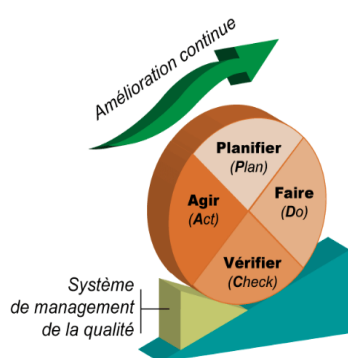 Amélioration continue
Planifier
(Plan)
Agir
(Act)
Faire
(Do)
Vérifier
(Check)
Système
de management
de la qualité